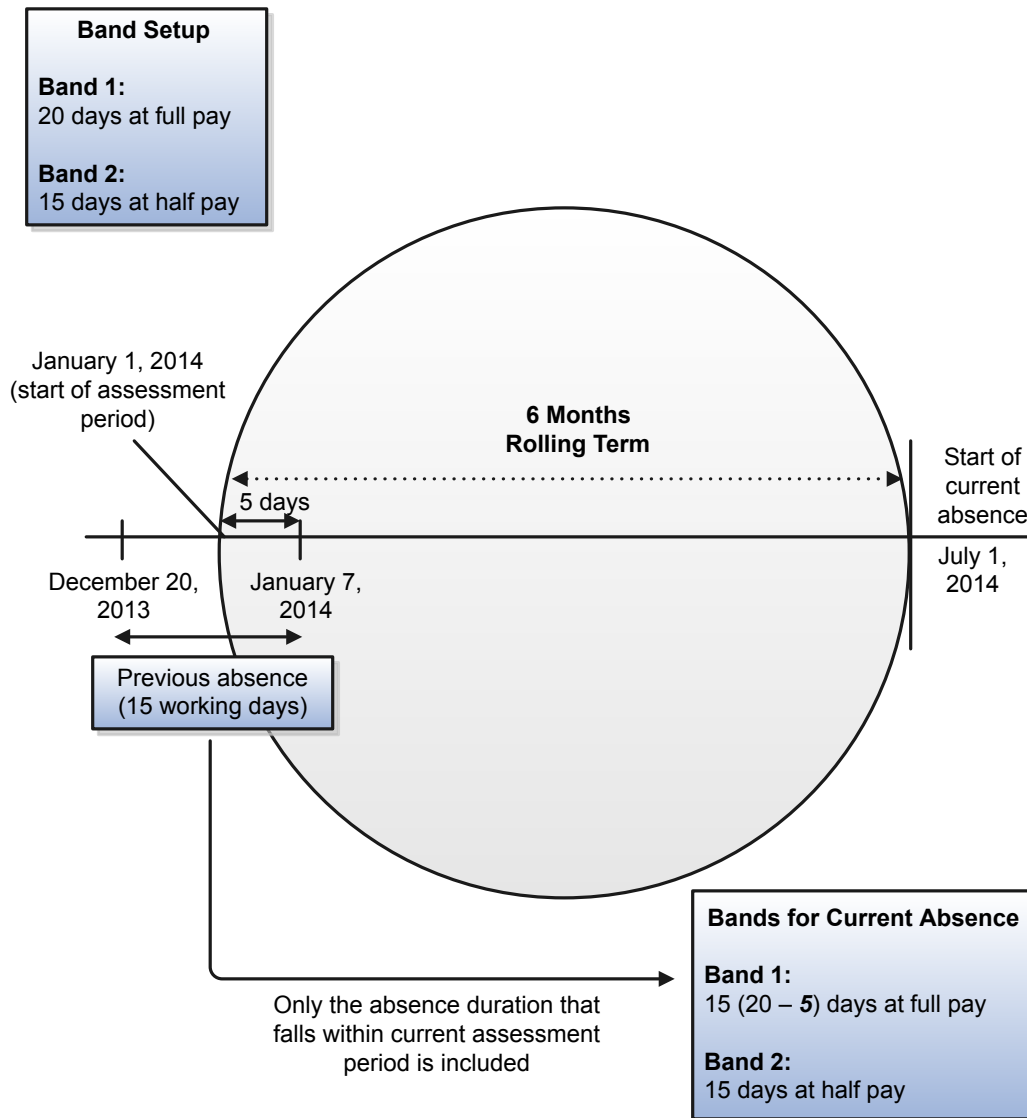 Band Setup
Band 1:
20 days at full pay
Band 2:
15 days at half pay
January 1, 2014
(start of assessment
period)
6 Months
Rolling Term
Start of
current
absence
5 days
December 20,
2013
January 7,
2014
July 1,
2014
Previous absence
(15 working days)
Only the absence duration that
falls within current assessment
period is included
Bands for Current Absence
Band 1:
15 (20 – 5) days at full pay
Band 2:
15 days at half pay